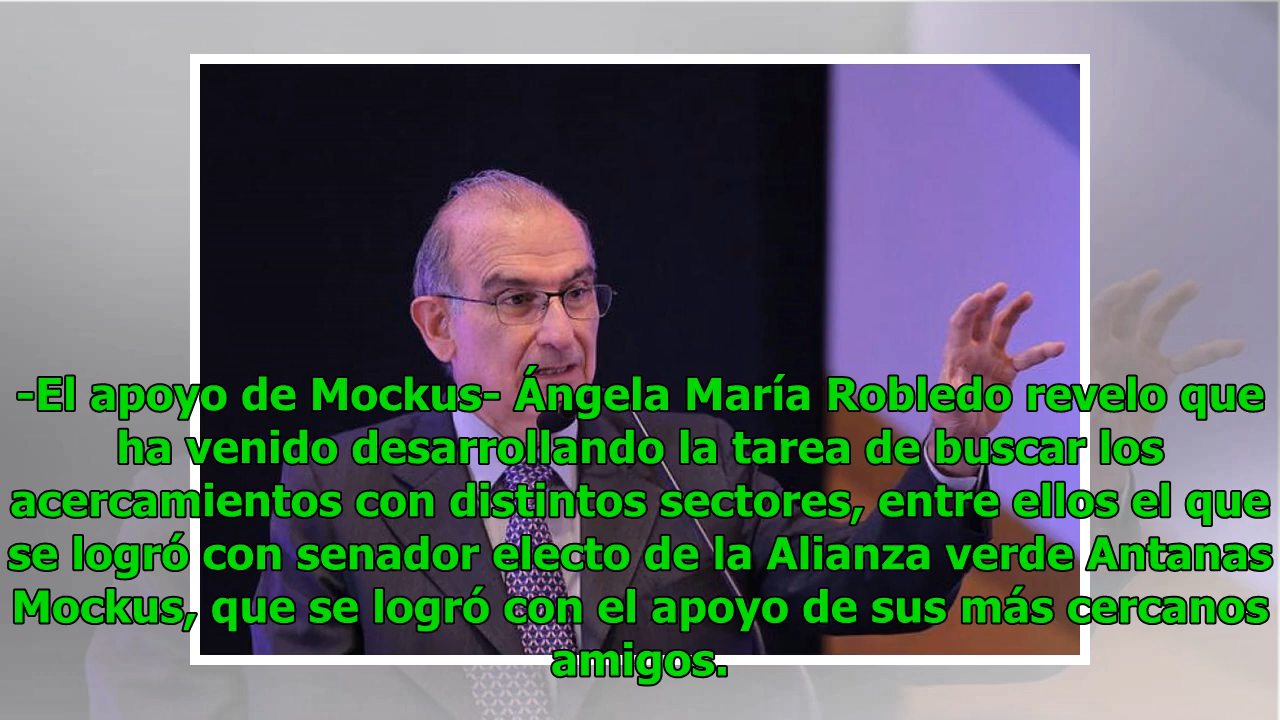 -El apoyo de Mockus- Ángela María Robledo revelo que
ha venido desarrollando la tarea de buscar los
acercamientos con distintos sectores, entre ellos el que
se logró con senador electo de la Alianza verde Antanas
Mockus, que se logró con el apoyo de sus más cercanos
amigos.